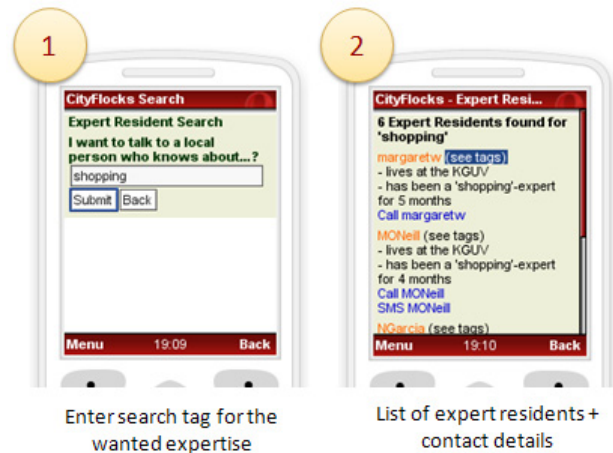 1
CityFlocks Search
Expert Resident Search
I want to talk to a local
person who knows about...?
shopping
Submit Back
Menu 19:09 Back
Enter search tag for the
wanted expertise
2
CityFlocks - Expert Resi...
6 Expert Residents found for
'shopping'
margaretw (see tags)
- lives at the KGUV
- has been a 'shopping'-expert
for 5 months
Call margaretw
MONeill (see tags)
- lives at the KGUV
- has been a 'shopping'-expert
for 4 months
Call MONeill
SMS MONeill
NGarcia (see tags)
Menu 19:10 Back
List of expert residents +
contact details